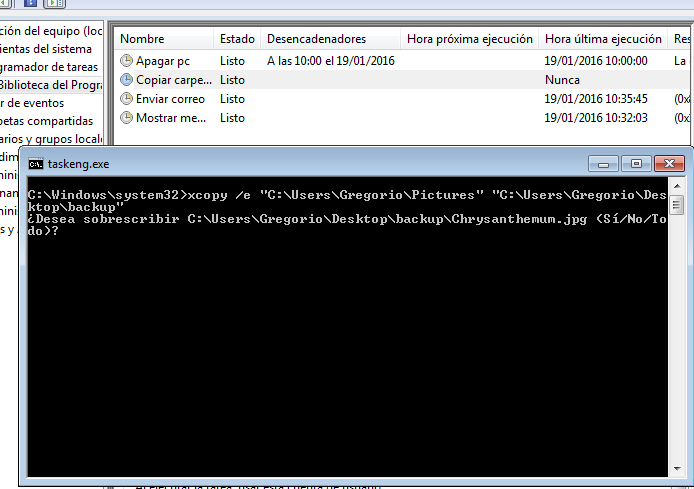 ción del equipo (loc
ientas del sistema
gramador de tareas
Biblioteca del Progra
r de eventos
petas compartidas
arios y grupos locale
Nombre Estado Desencadenadores Hora próxima ejecución Hora última ejecución Res
Apagar pc Listo A las 10:00 el 19/01/2016 19/01/2016 10:00:00 La
Copiar carpe... Listo Nunca
Enviar correo Listo 19/01/2016 10:35:45 (0x
Mostrar me... Listo 19/01/2016 10:32:03 (0x
taskeng.exe
C:\Windows\system32>xcopy /e "C:\Users\Gregorio\Pictures" "C:\Users\Gregorio\Des
ktop\backup"
¿Desea sobrescribir C:\Users\Gregorio\Desktop\backup\Chrysanthemum.jpg (Sí/No/To
do)?